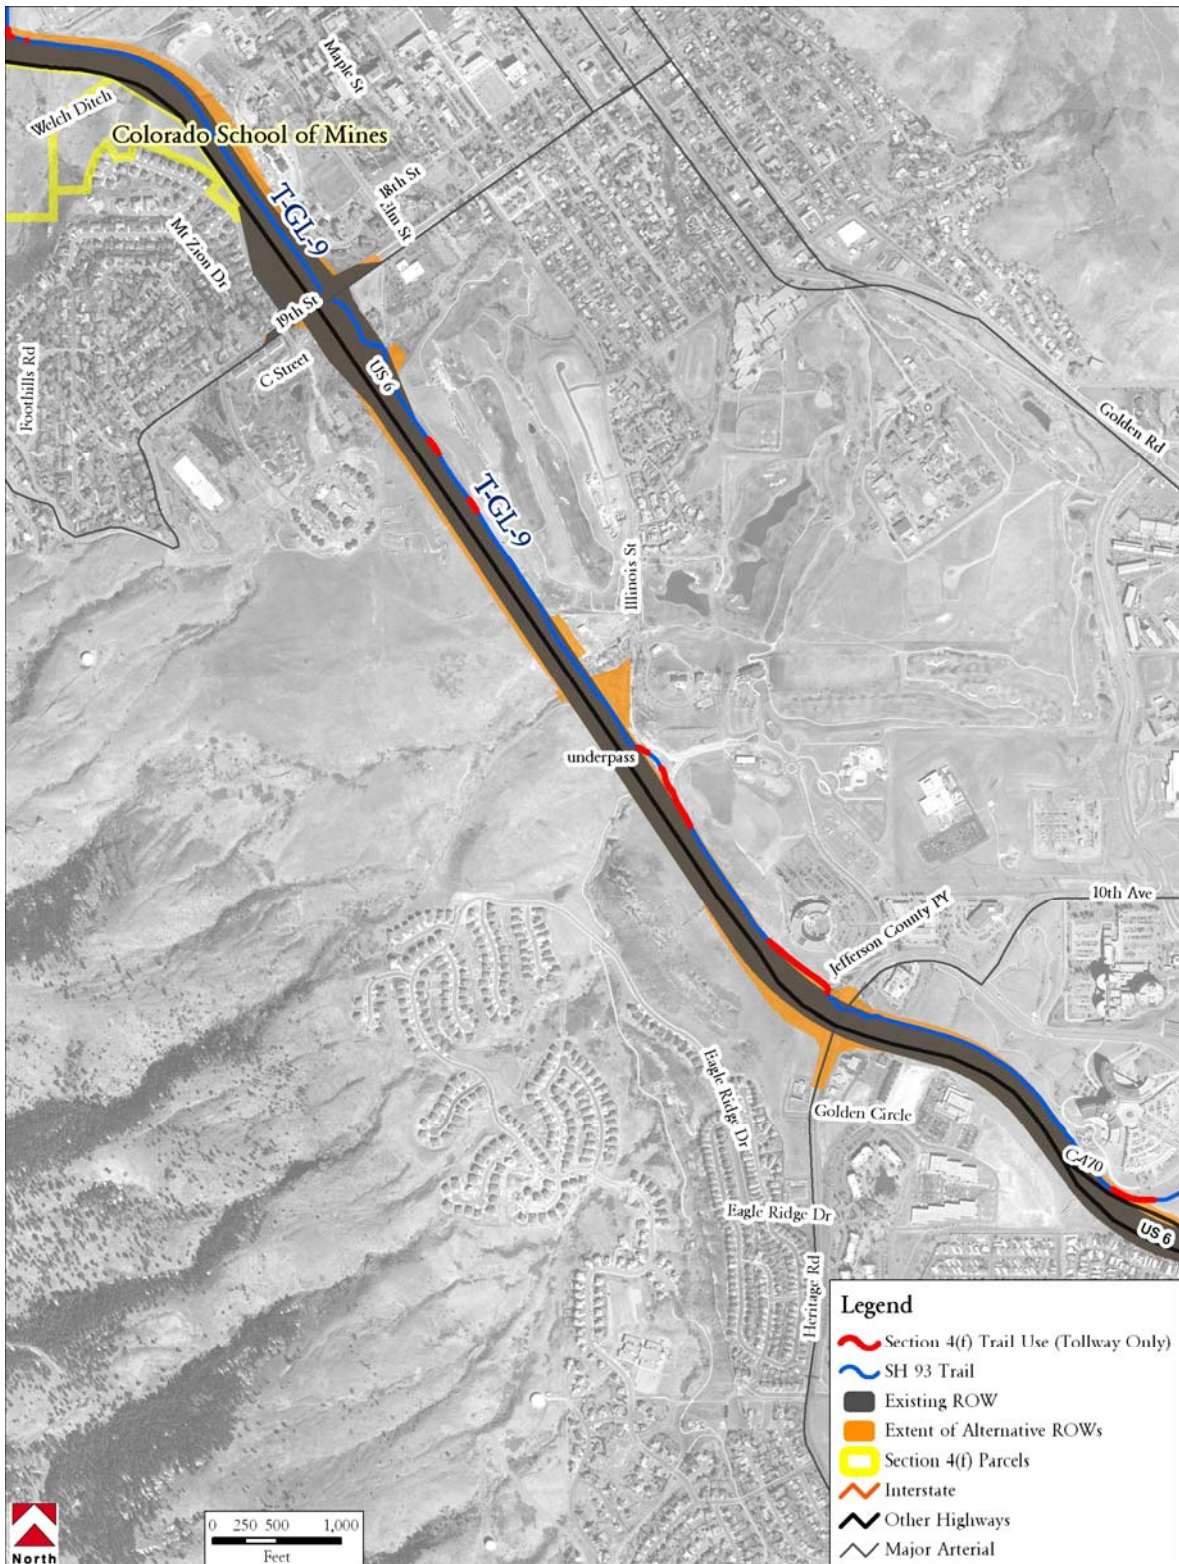 Maple St
Welch Ditch
Colorado School of Mines
18th St
Elm St
T-GL-9
Mt Zion Dr
19th St
C Street
US 6
Foothills Rd
Golden Rd
T-GL-9
Illinois St
underpass
10th Ave
Jefferson County PY
Eagle Ridge Dr
Golden Circle
C-470
Eagle Ridge Dr
US 6
Heritage Rd
Legend
Section 4(f) Trail Use (Tollway Only)
SH 93 Trail
Existing ROW
Extent of Alternative ROWs
Section 4(f) Parcels
Interstate
Other Highways
Major Arterial
0 250 500 1,000
Feet
North